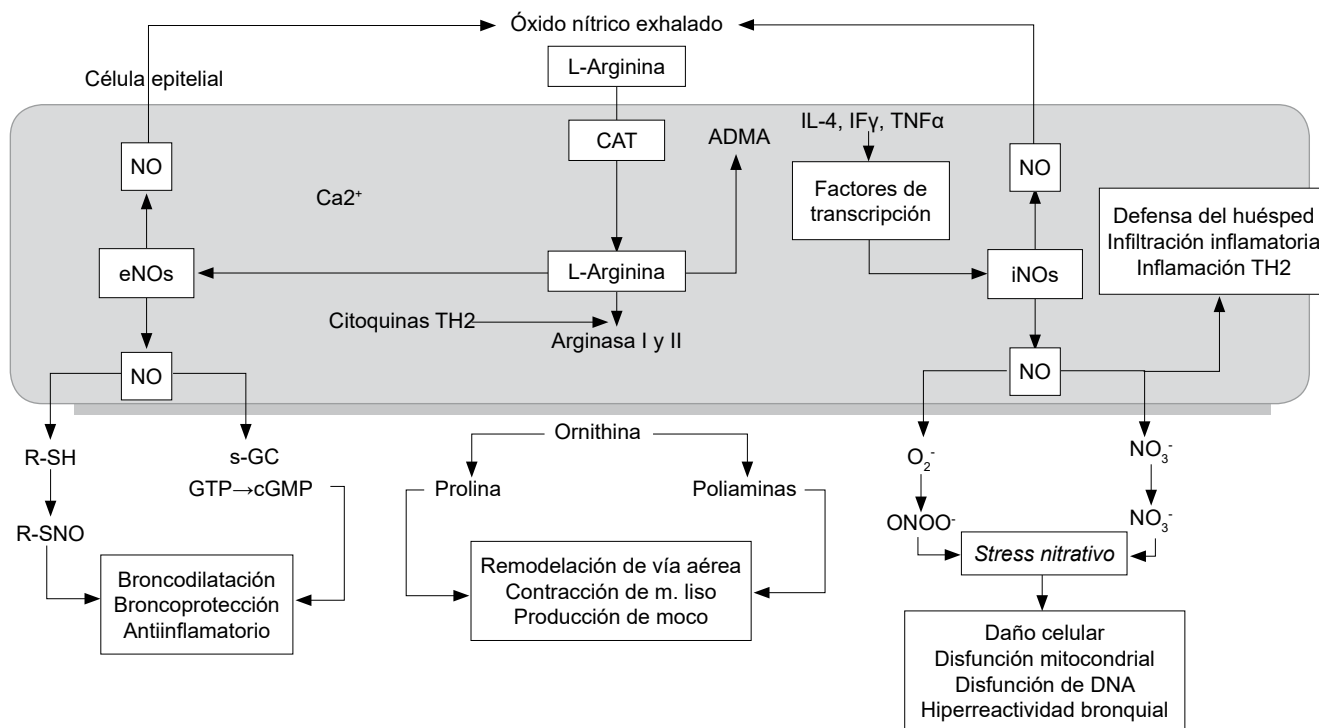 Óxido nítrico exhalado
L-Arginina
Célula epitelial
CAT
ADMA
IL-4, IFγ, TNFα
NO
NO
Ca2⁺
Factores de
transcripción
Defensa del huésped
Infiltración inflamatoria
Inflamación TH2
eNOs
L-Arginina
iNOs
Citoquinas TH2
Arginasa I y II
NO
NO
R-SH
s-GC
GTP→cGMP
R-SNO
Ornithina
Prolina
Poliaminas
O₂⁻
NO₃⁻
ONOO⁻
NO₃⁻
Stress nitrativo
Broncodilatación
Broncoprotección
Antiinflamatorio
Remodelación de vía aérea
Contracción de m. liso
Producción de moco
Daño celular
Disfunción mitocondrial
Disfunción de DNA
Hiperreactividad bronquial